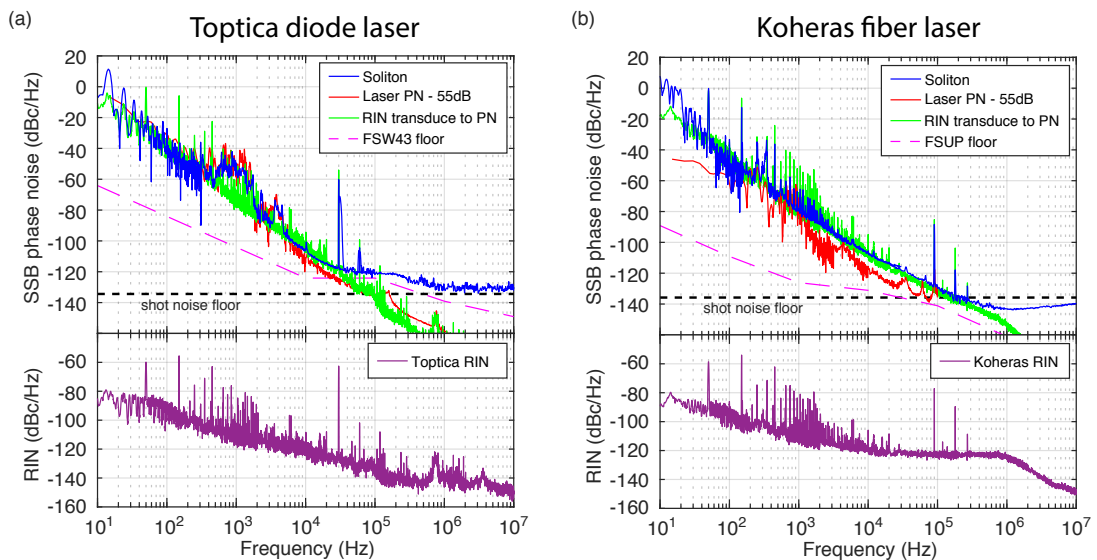 (a)
Toptica diode laser
20
0
-20
-40
-60
-80
-100
-120
-140
SSB phase noise (dBc/Hz)
Soliton
Laser PN - 55dB
RIN transduce to PN
FSW43 floor
shot noise floor
-60
-80
-100
-120
-140
-160
RIN (dBc/Hz)
Toptica RIN
10^1 10^2 10^3 10^4 10^5 10^6 10^7
Frequency (Hz)
(b)
Koheras fiber laser
20
0
-20
-40
-60
-80
-100
-120
-140
SSB phase noise (dBc/Hz)
Soliton
Laser PN - 55dB
RIN transduce to PN
FSUP floor
shot noise floor
-60
-80
-100
-120
-140
-160
RIN (dBc/Hz)
Koheras RIN
10^1 10^2 10^3 10^4 10^5 10^6 10^7
Frequency (Hz)